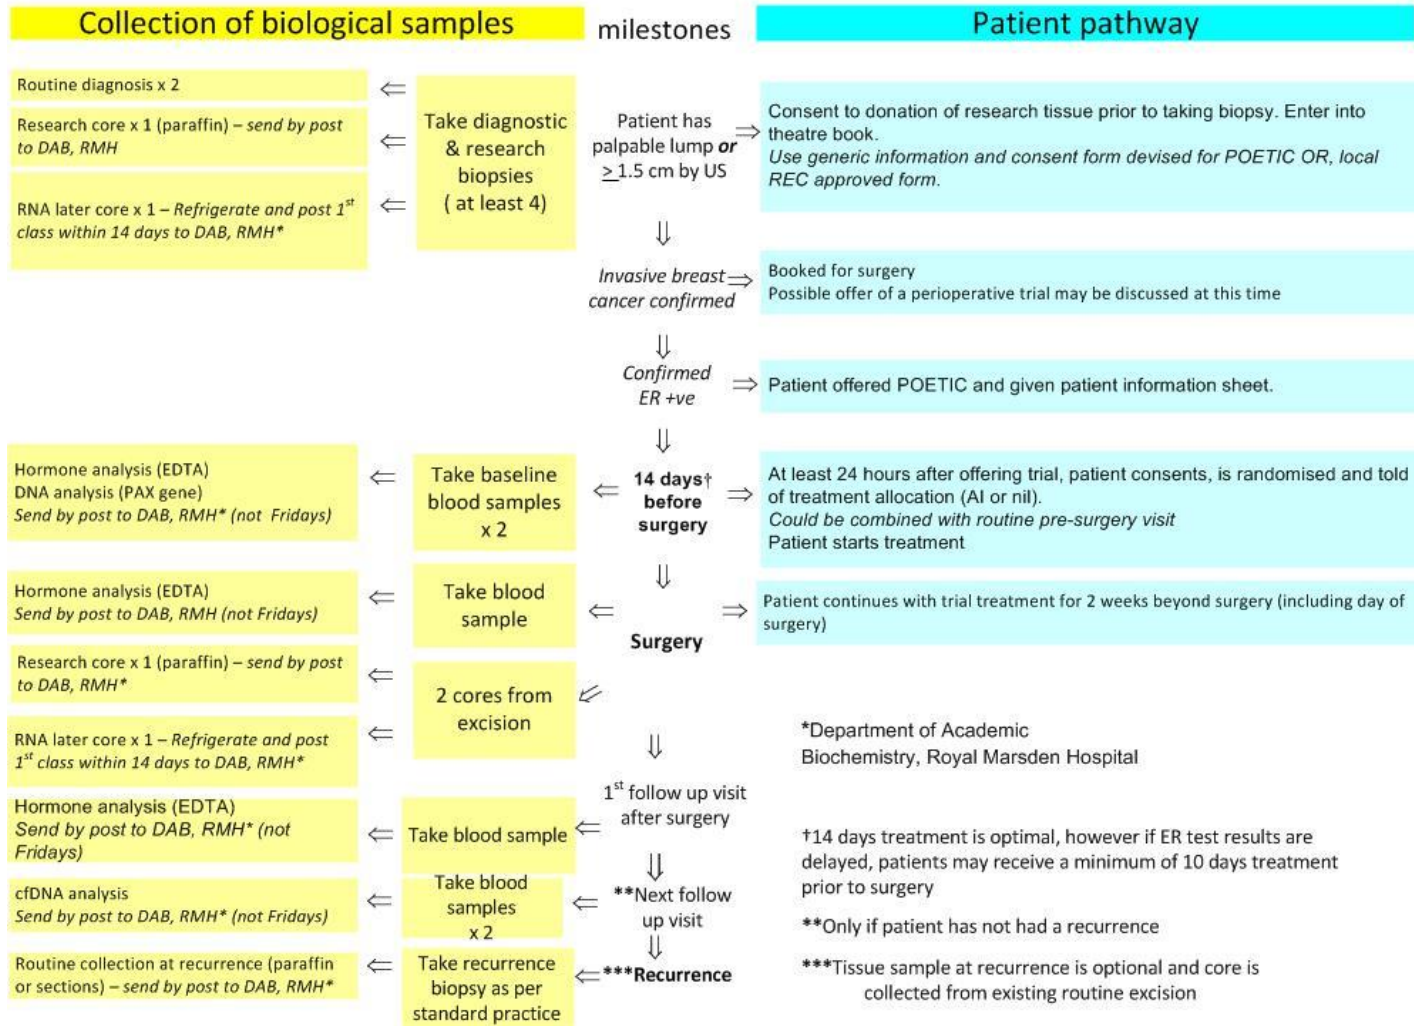 Collection of biological samples
milestones
Patient pathway
Routine diagnosis x 2
Research core x 1 (paraffin) – send by post
to DAB, RMH
RNA later core x 1 – Refrigerate and post 1st
class within 14 days to DAB, RMH*
⇐
⇐
⇐
Take diagnostic
& research
biopsies
( at least 4)
Patient has
palpable lump or
> 1.5 cm by US
⇒
Consent to donation of research tissue prior to taking biopsy. Enter into
theatre book.
Use generic information and consent form devised for POETIC OR, local
REC approved form.
⇓
Invasive breast
cancer confirmed
⇒
Booked for surgery
Possible offer of a perioperative trial may be discussed at this time
⇓
Confirmed
ER +ve
⇒
Patient offered POETIC and given patient information sheet.
⇓
Hormone analysis (EDTA)
DNA analysis (PAX gene)
Send by post to DAB, RMH* (not Fridays)
⇐
Take baseline
blood samples
x 2
⇐
14 days†
before
surgery
⇒
At least 24 hours after offering trial, patient consents, is randomised and told
of treatment allocation (AI or nil).
Could be combined with routine pre-surgery visit
Patient starts treatment
⇓
Hormone analysis (EDTA)
Send by post to DAB, RMH (not Fridays)
⇐
Take blood
sample
⇐
Surgery
⇒
Patient continues with trial treatment for 2 weeks beyond surgery (including day of
surgery)
Research core x 1 (paraffin) – send by post
to DAB, RMH*
RNA later core x 1 – Refrigerate and post
1st class within 14 days to DAB, RMH*
⇐
⇐
2 cores from
excision
⇐
⇓
Hormone analysis (EDTA)
Send by post to DAB, RMH* (not
Fridays)
⇐
Take blood sample
⇐
1st follow up visit
after surgery
⇓
cfDNA analysis
Send by post to DAB, RMH* (not Fridays)
⇐
Take blood
samples
x 2
⇐
**Next follow
up visit
⇓
Routine collection at recurrence (paraffin
or sections) – send by post to DAB, RMH*
⇐
Take recurrence
biopsy as per
standard practice
⇐
***Recurrence
*Department of Academic
Biochemistry, Royal Marsden Hospital
†14 days treatment is optimal, however if ER test results are
delayed, patients may receive a minimum of 10 days treatment
prior to surgery
**Only if patient has not had a recurrence
***Tissue sample at recurrence is optional and core is
collected from existing routine excision